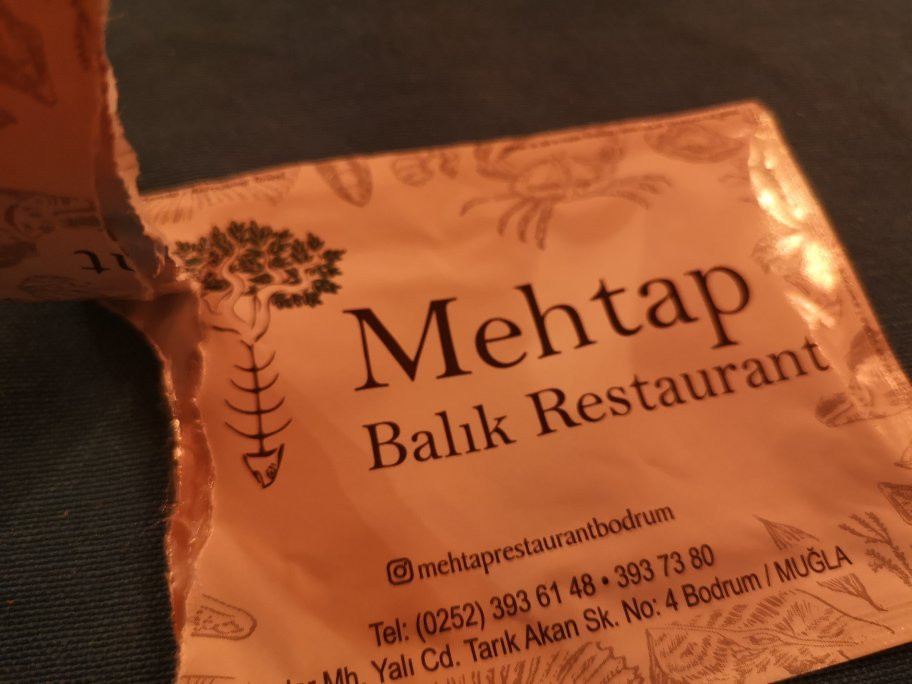 Mehtap
Balık Restaurant
mehtaprestaurantbodrum
Tel: (0252) 393 61 48 • 393 73 80
Mh. Yalı Cd. Tarık Akan Sk. No: 4 Bodrum / MUĞLA